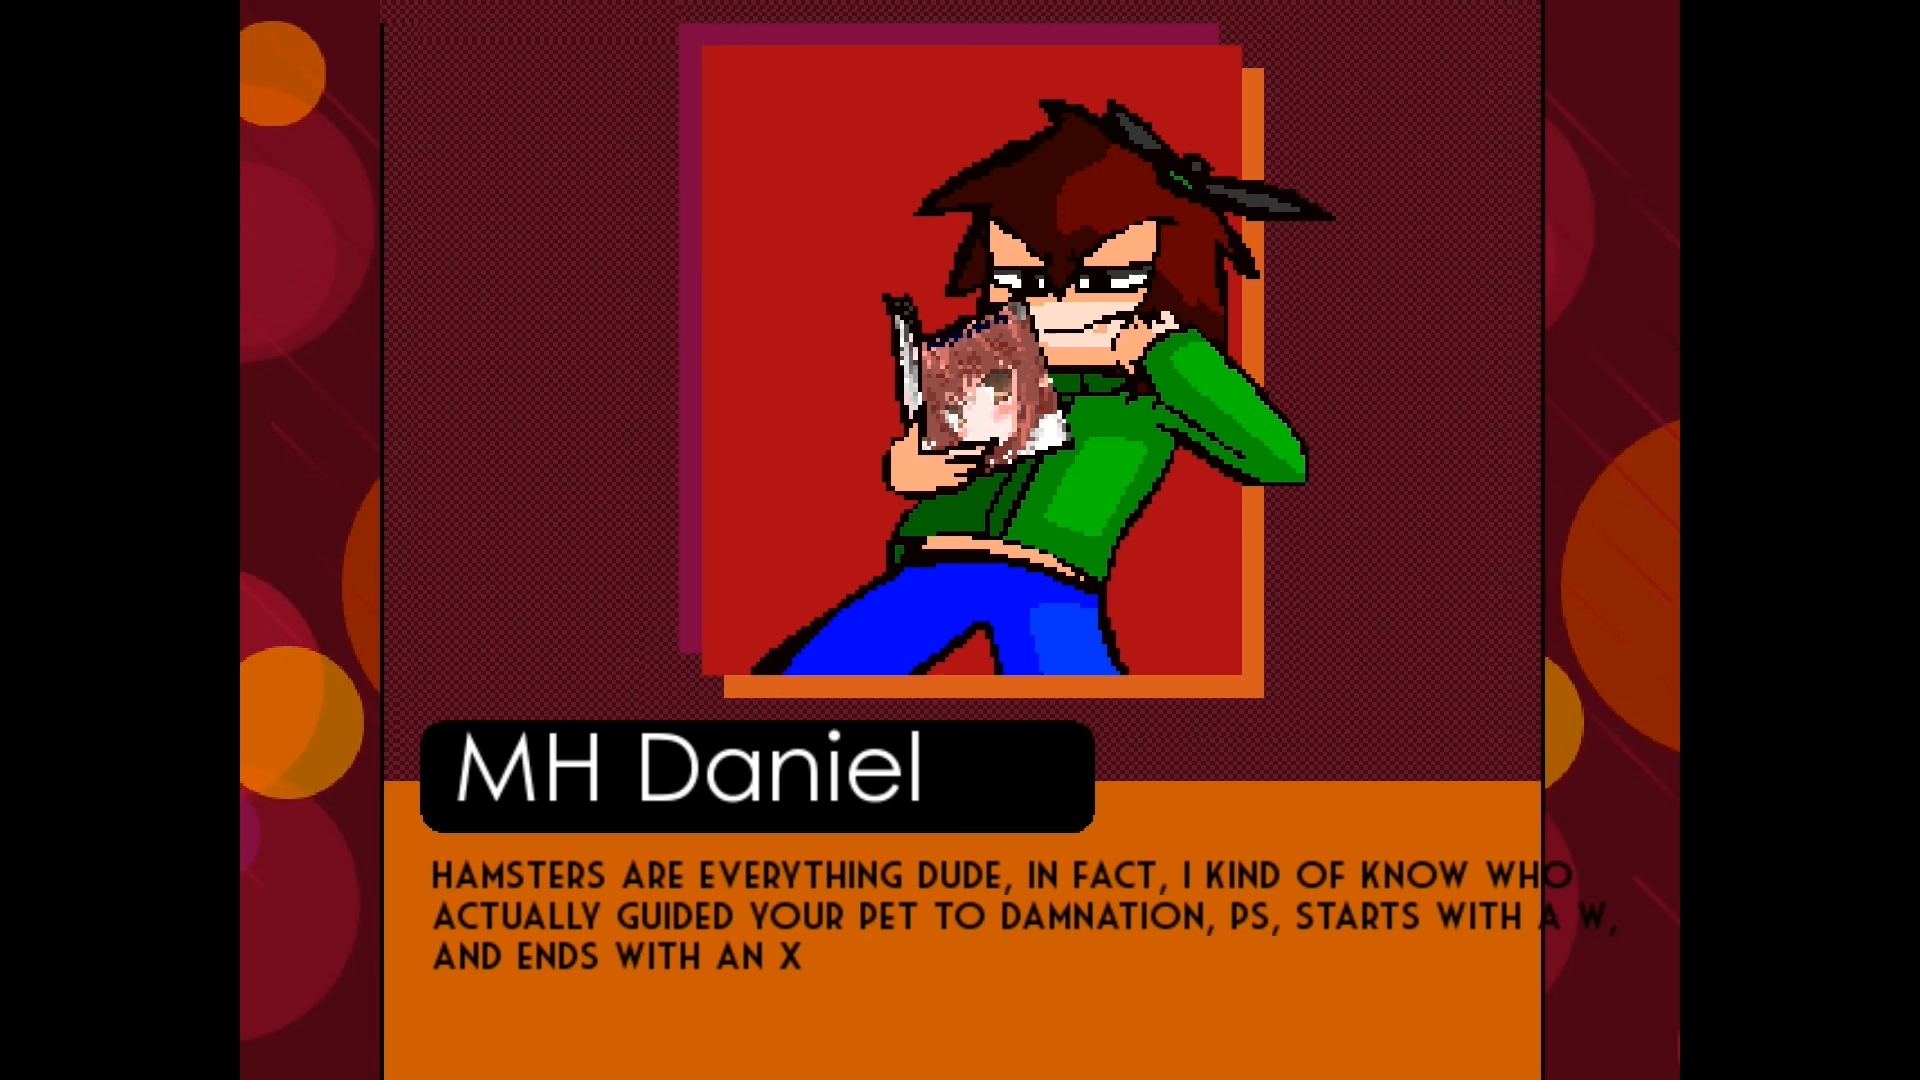 MH Daniel
HAMSTERS ARE EVERYTHING DUDE, IN FACT, I KIND OF KNOW WHO
ACTUALLY GUIDED YOUR PET TO DAMNATION, PS, STARTS WITH A W,
AND ENDS WITH AN X